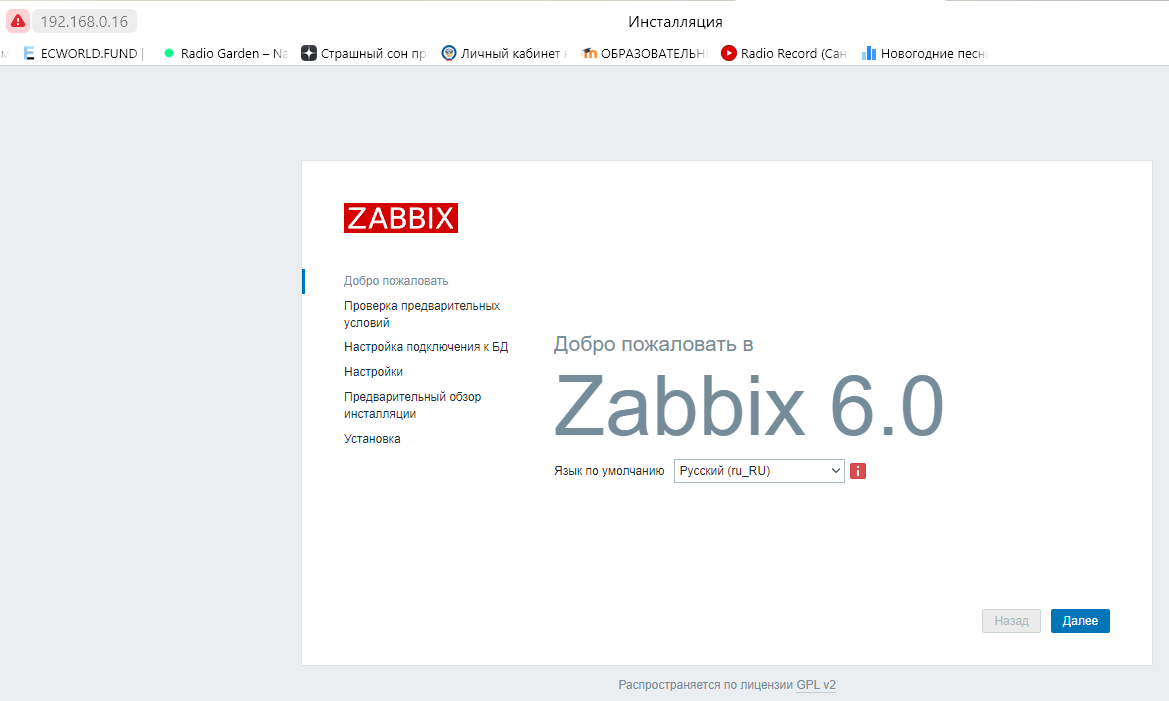 192.168.0.16
Инсталляция
ECWORLD.FUND | Radio Garden – Na Страшный сон пр Личный кабинет ОБРАЗОВАТЕЛЬН Radio Record (Сан Новогодние песн
ZABBIX
Добро пожаловать
Проверка предварительных
условий
Настройка подключения к БД
Настройки
Предварительный обзор
инсталляции
Установка
Добро пожаловать в
Zabbix 6.0
Язык по умолчанию Русский (ru_RU) i
Назад Далее
Распространяется по лицензии GPL v2